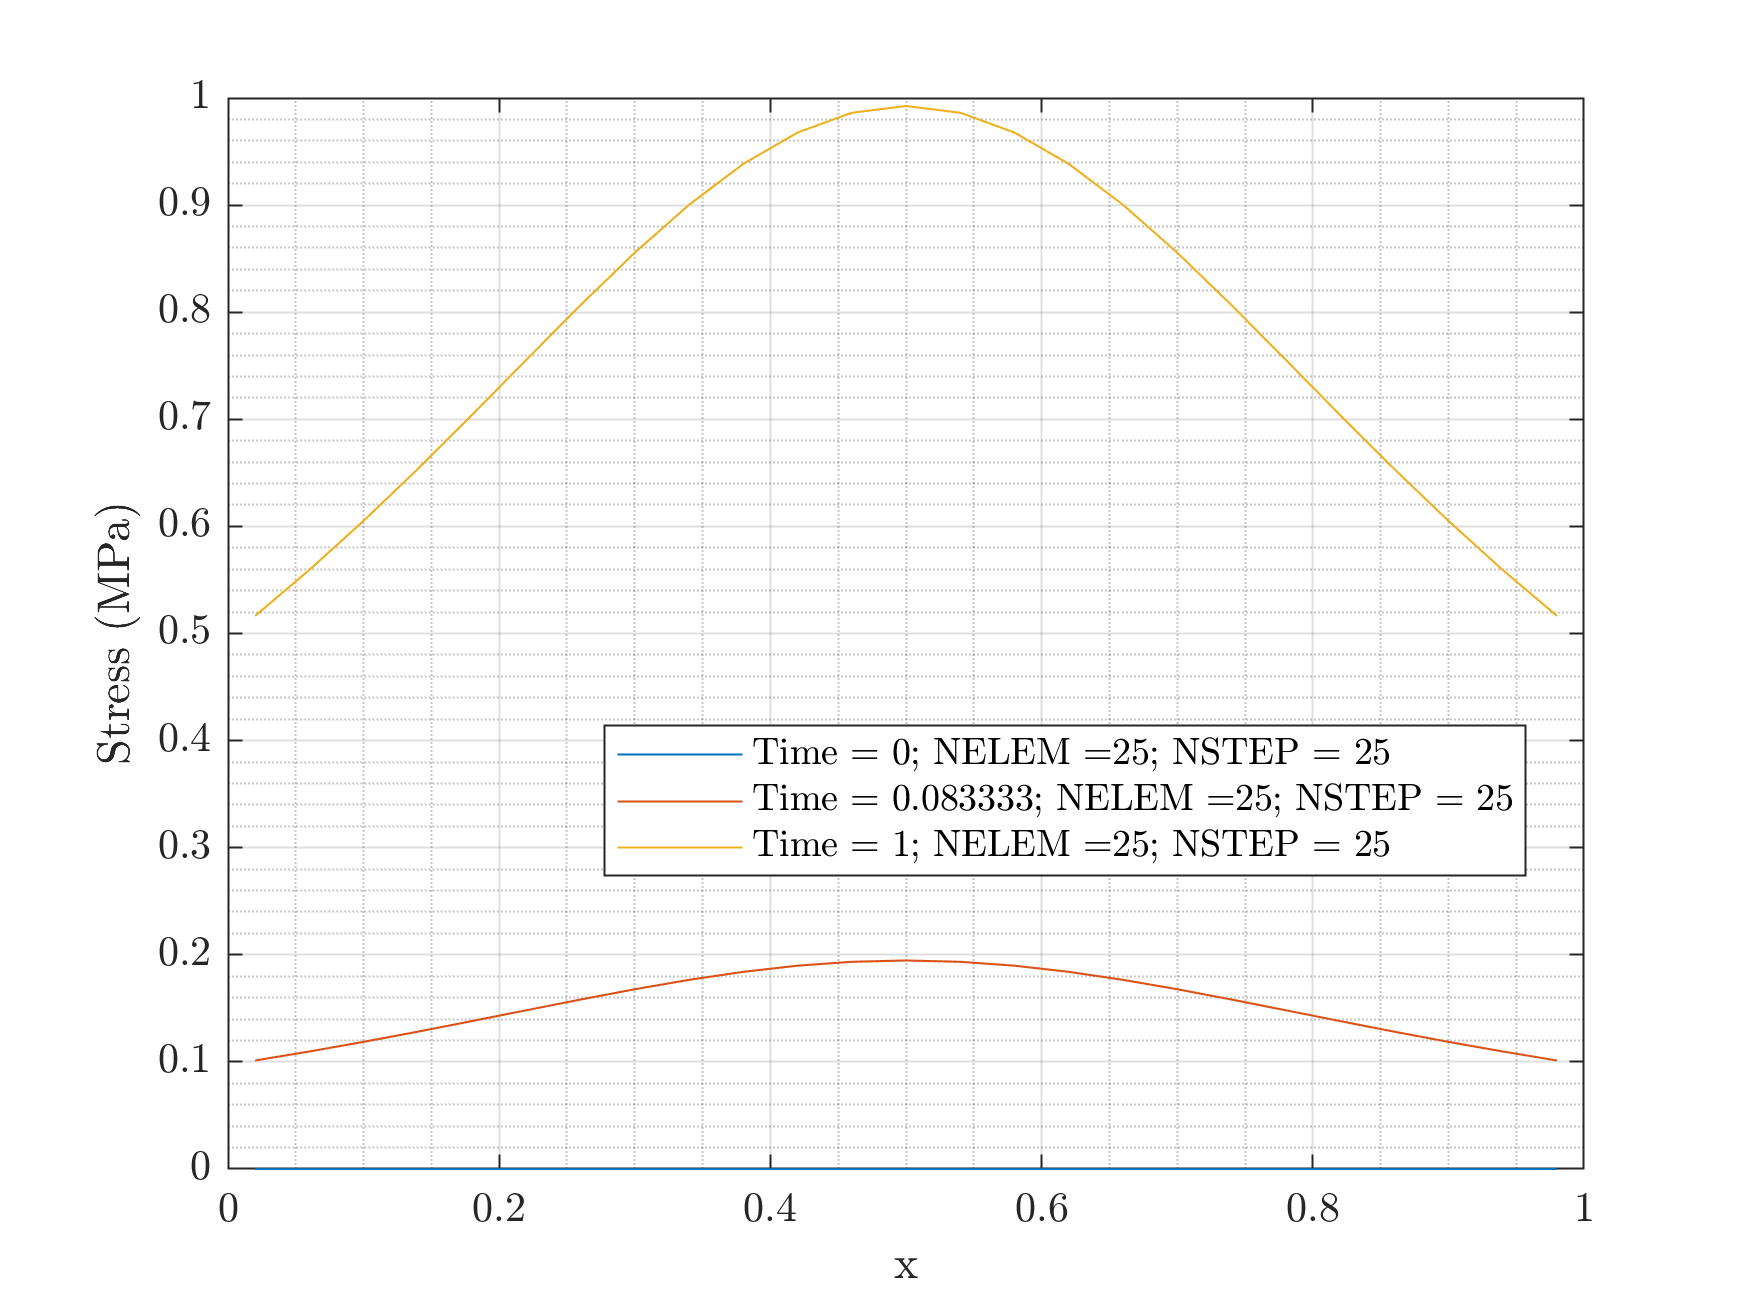 1
0.9
0.8
0.7
0.6
0.5
0.4
0.3
0.2
0.1
0
Stress (MPa)
Time = 0; NELEM =25; NSTEP = 25
Time = 0.083333; NELEM =25; NSTEP = 25
Time = 1; NELEM =25; NSTEP = 25
0 0.2 0.4 0.6 0.8 1
x